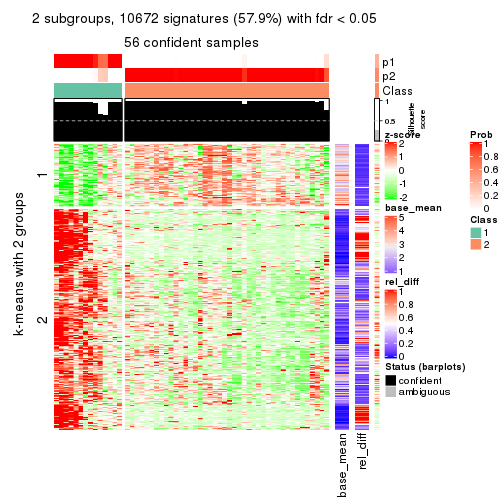 2 subgroups, 10672 signatures (57.9%) with fdr < 0.05
56 confident samples
p1
p2
Class
1
0.5
0
Silhouette
score
k-means with 2 groups
1
2
z-score
2
1
0
-1
-2
base_mean
5
4
3
2
1
rel_diff
1
0.8
0.6
0.4
0.2
0
Status (barplots)
confident
ambiguous
Prob
1
0.8
0.6
0.4
0.2
0
Class
1
2
base_mean
rel_diff